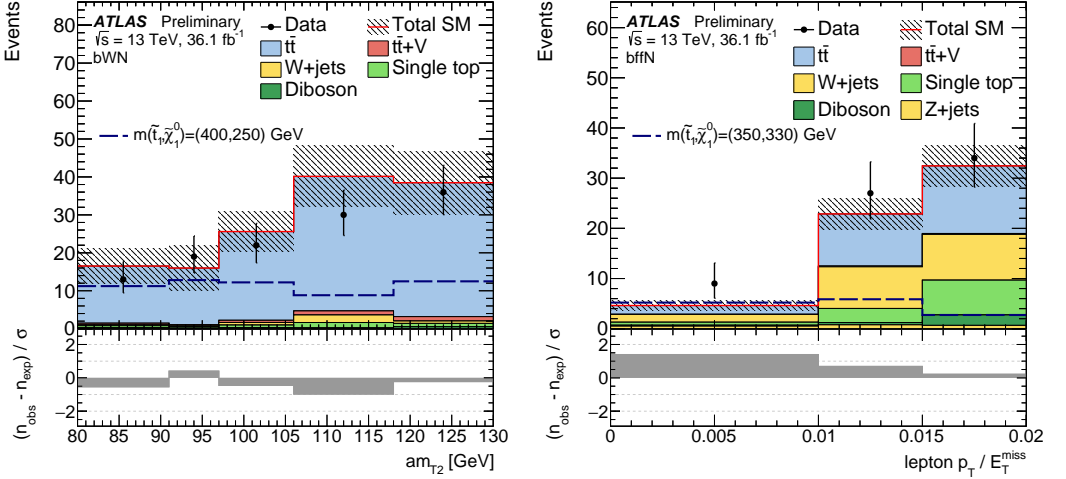 ATLAS Preliminary
√s = 13 TeV, 36.1 fb⁻¹
bWN
Data
Total SM
tt̄
tt̄+V
W+jets
Single top
Diboson
m(t̃₁,χ̃₁⁰)=(400,250) GeV
Events
90
80
70
60
50
40
30
20
10
0
(n_obs - n_exp) / σ
2
1
0
−1
−2
80 85 90 95 100 105 110 115 120 125 130
am_T2 [GeV]
ATLAS Preliminary
√s = 13 TeV, 36.1 fb⁻¹
bffN
Data
Total SM
tt̄
tt̄+V
W+jets
Single top
Diboson
Z+jets
m(t̃₁,χ̃₁⁰)=(350,330) GeV
Events
60
50
40
30
20
10
0
(n_obs - n_exp) / σ
2
1
0
−2
0 0.005 0.01 0.015 0.02
lepton p_T / E_T^miss